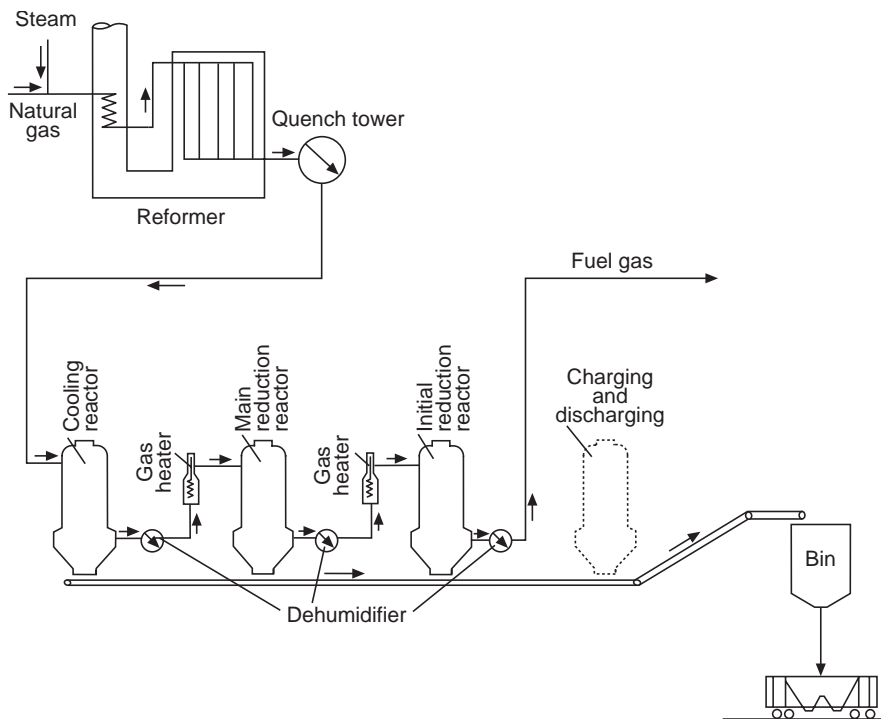 Steam
Natural
gas
Quench tower
Reformer
Fuel gas
Cooling
reactor
Gas
heater
Main
reduction
reactor
Gas
heater
Initial
reduction
reactor
Charging
and
discharging
Bin
Dehumidifier